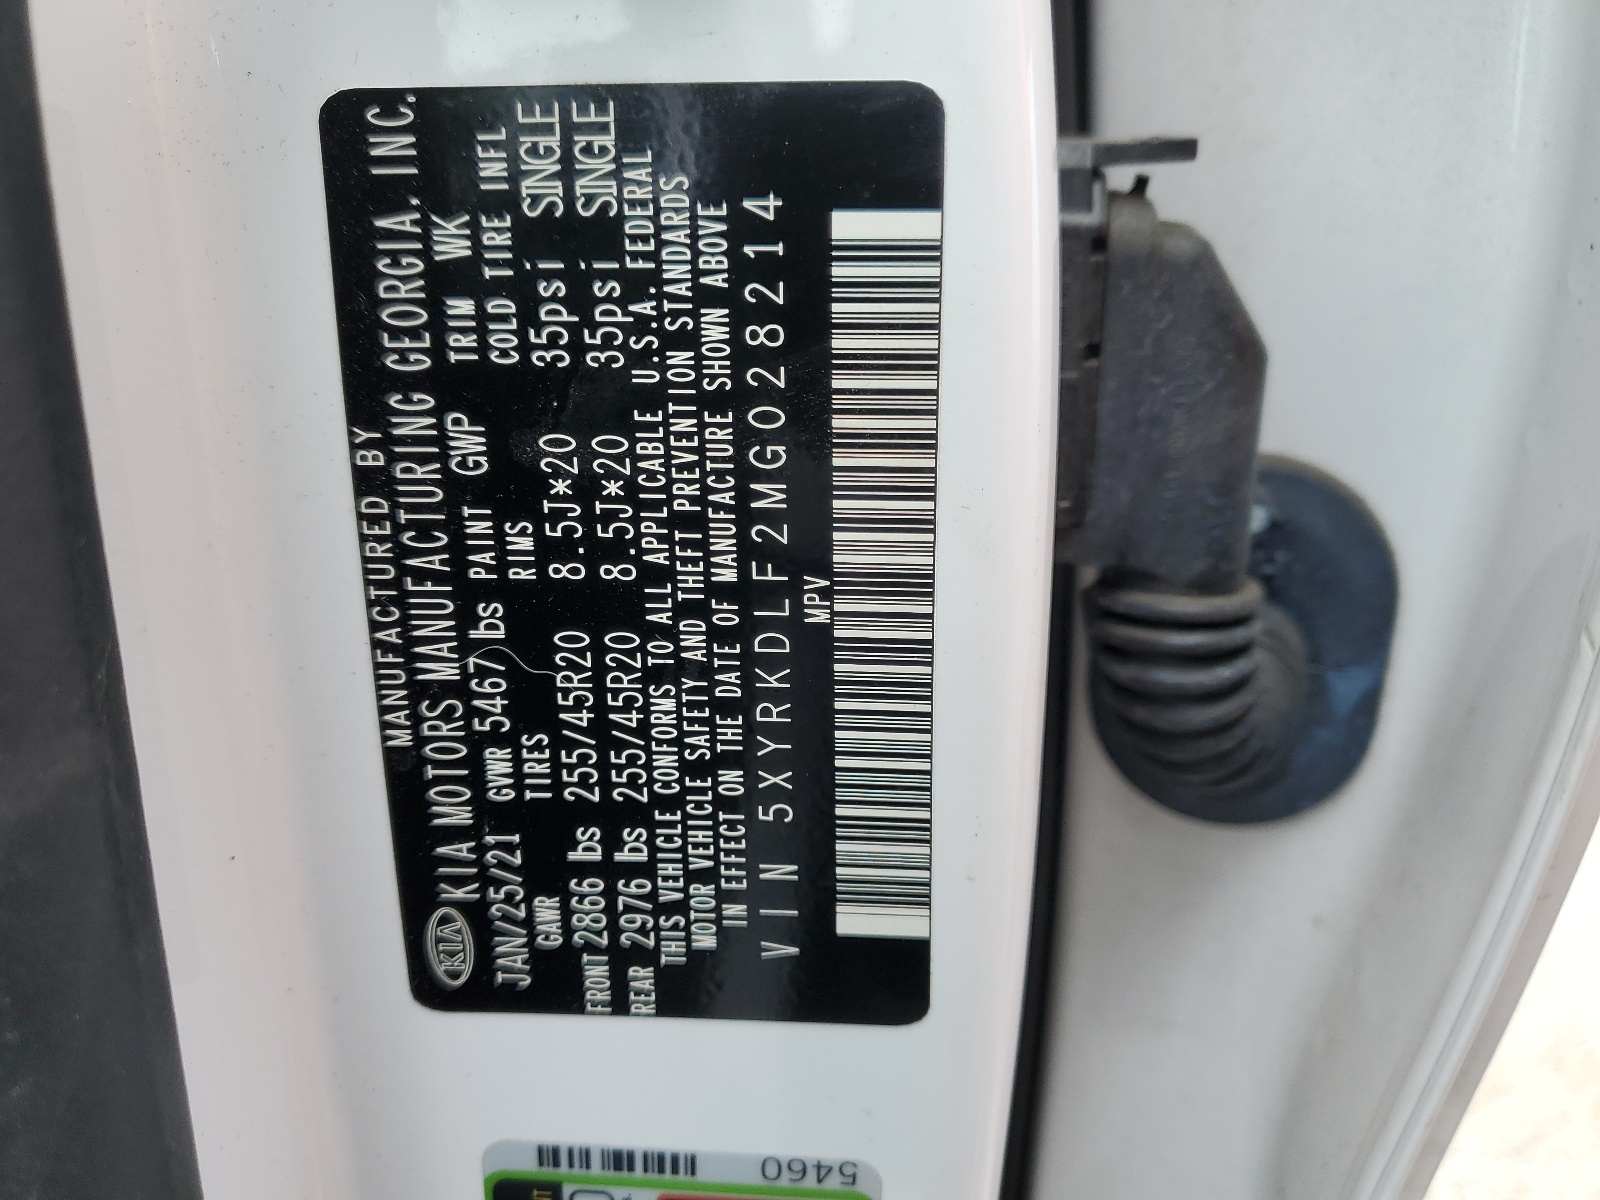 MANUFACTURED BY
KIA KIA MOTORS MANUFACTURING GEORGIA, INC.
JAN/25/21 GVWR 5467 lbs PAINT GWP TRIM WK
GAWR TIRES RIMS COLD TIRE INFL
FRONT 2866 lbs 255/45R20 8.5J*20 35psi SINGLE
REAR 2976 lbs 255/45R20 8.5J*20 35psi SINGLE
THIS VEHICLE CONFORMS TO ALL APPLICABLE U.S.A. FEDERAL
MOTOR VEHICLE SAFETY AND THEFT PREVENTION STANDARDS
IN EFFECT ON THE DATE OF MANUFACTURE SHOWN ABOVE
VIN 5XYRKDLF2MG028214
MPV
5460